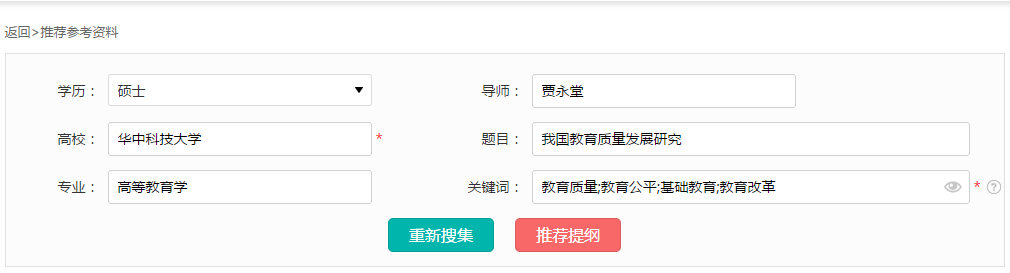 返回>推荐参考资料
学历： 硕士 导师： 贾永堂
高校： 华中科技大学 * 题目： 我国教育质量发展研究
专业： 高等教育学 关键词： 教育质量;教育公平;基础教育;教育改革 * ?
重新搜集 推荐提纲